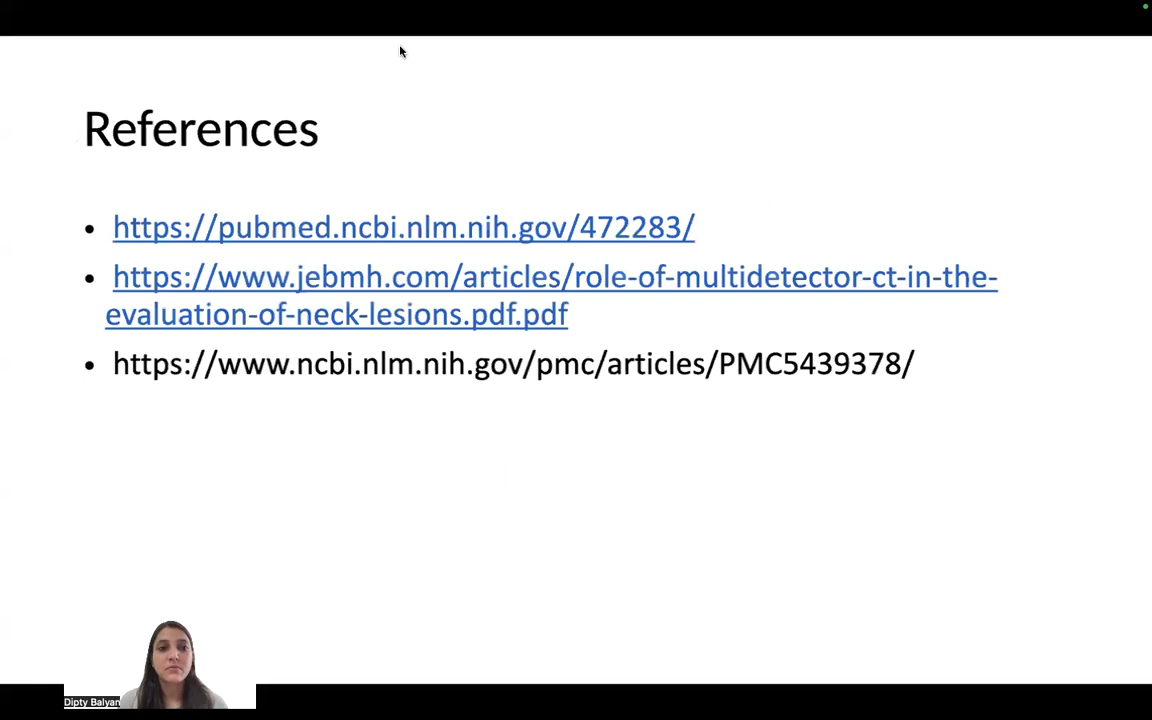 References
• https://pubmed.ncbi.nlm.nih.gov/472283/
• https://www.jebmh.com/articles/role-of-multidetector-ct-in-the-
evaluation-of-neck-lesions.pdf.pdf
• https://www.ncbi.nlm.nih.gov/pmc/articles/PMC5439378/
Dipty Balyan